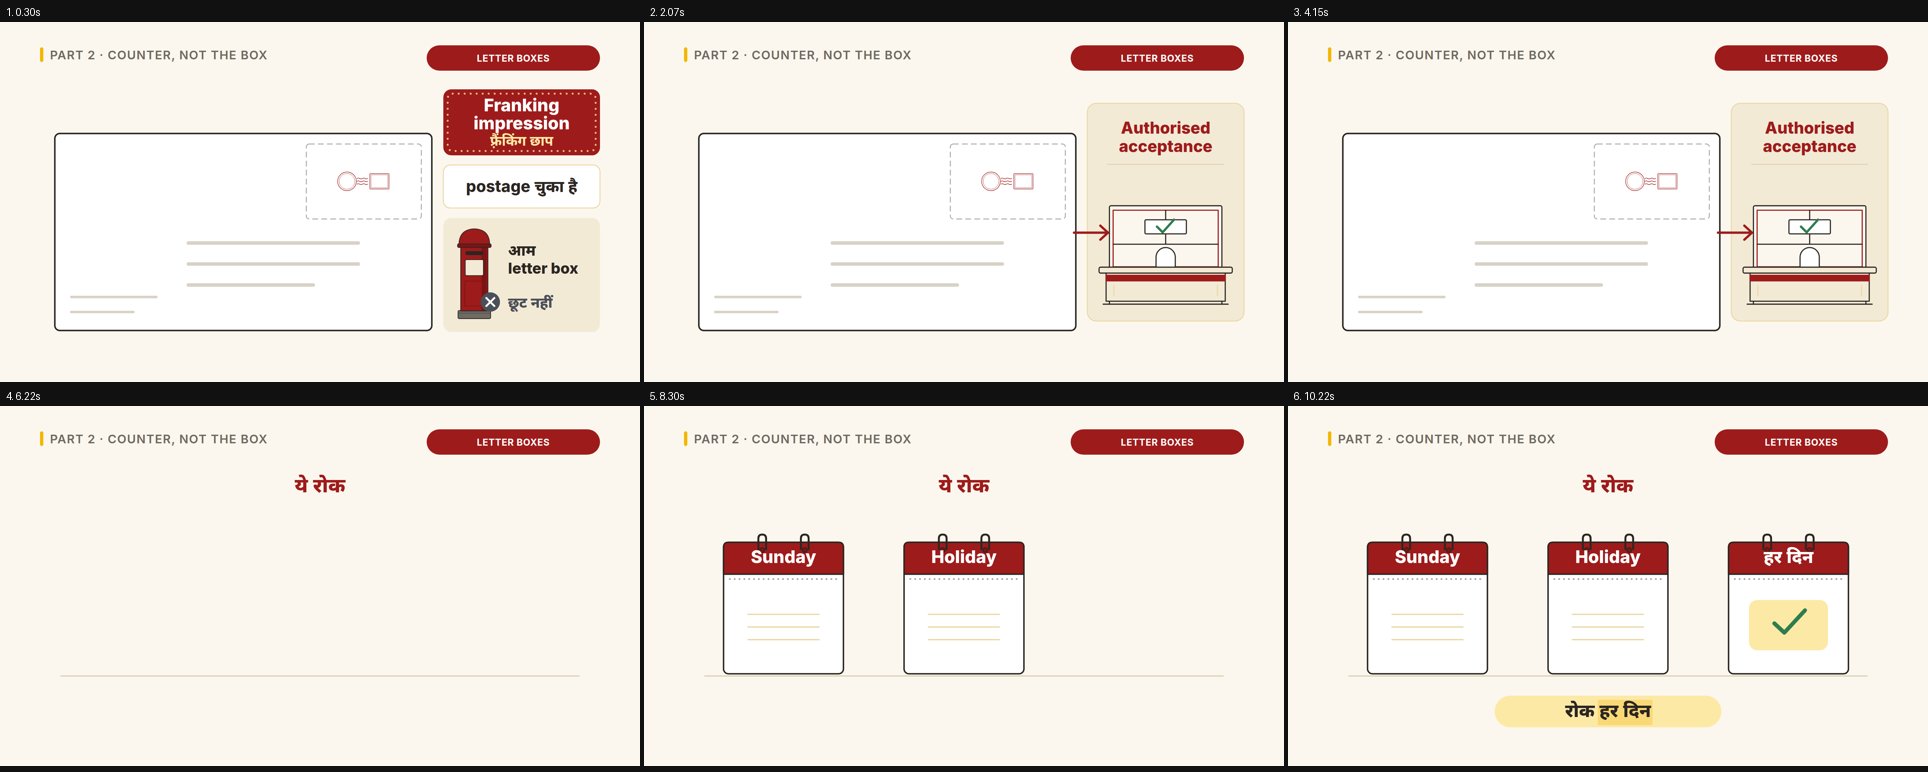 1. 0.30s
PART 2 · COUNTER, NOT THE BOX
LETTER BOXES
Franking
impression
फ्रैंकिंग छाप
postage चुका है
आम
letter box
छूट नहीं
2. 2.07s
PART 2 · COUNTER, NOT THE BOX
LETTER BOXES
Authorised
acceptance
3. 4.15s
PART 2 · COUNTER, NOT THE BOX
LETTER BOXES
Authorised
acceptance
4. 6.22s
PART 2 · COUNTER, NOT THE BOX
LETTER BOXES
ये रोक
5. 8.30s
PART 2 · COUNTER, NOT THE BOX
LETTER BOXES
ये रोक
Sunday
Holiday
6. 10.22s
PART 2 · COUNTER, NOT THE BOX
LETTER BOXES
ये रोक
Sunday
Holiday
हर दिन
रोक हर दिन